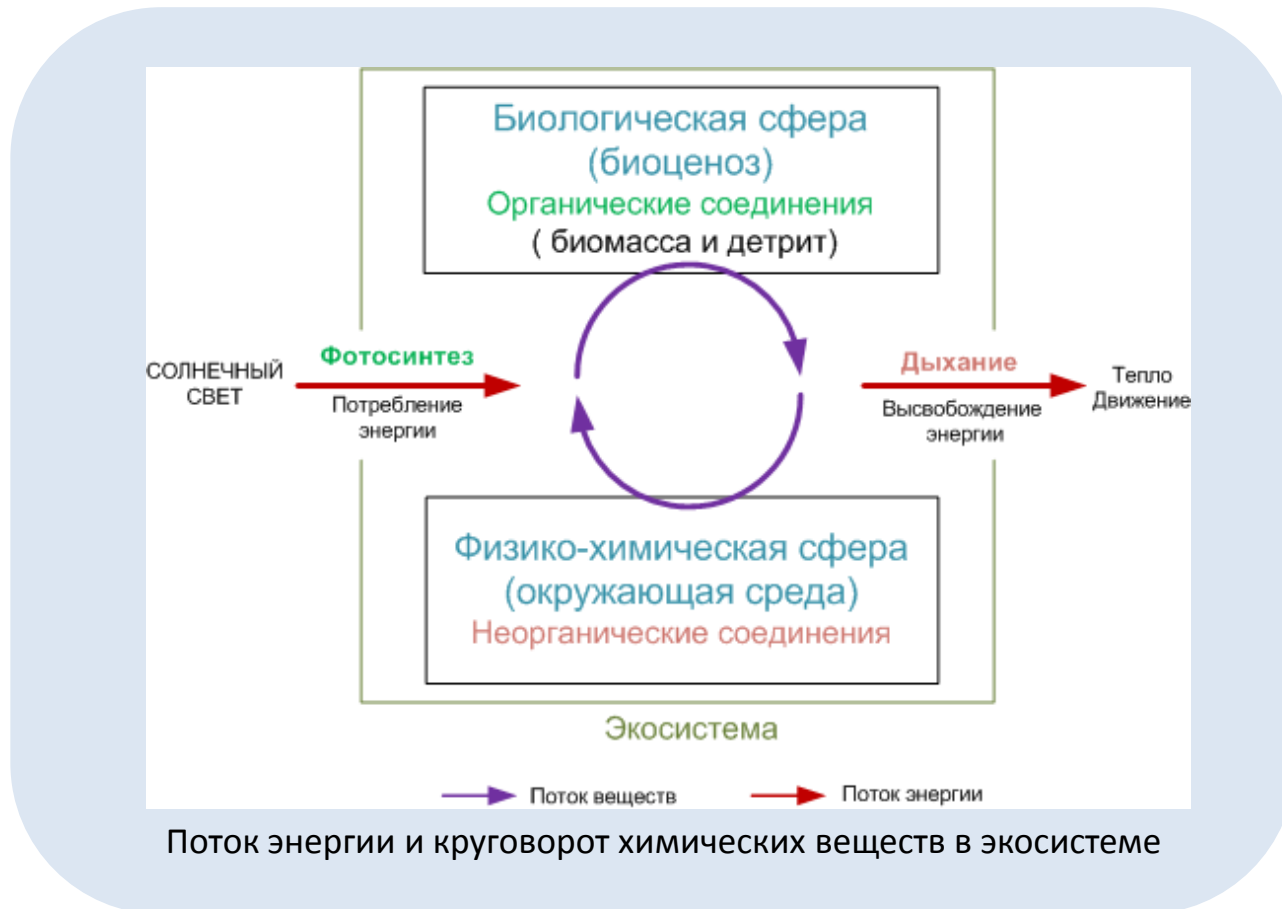 Биологическая сфера
(биоценоз)
Органические соединения
( биомасса и детрит)
СОЛНЕЧНЫЙ
СВЕТ
Фотосинтез
Потребление
энергии
Дыхание
Высвобождение
энергии
Тепло
Движение
Физико-химическая сфера
(окружающая среда)
Неорганические соединения
Экосистема
Поток веществ
Поток энергии
Поток энергии и круговорот химических веществ в экосистеме